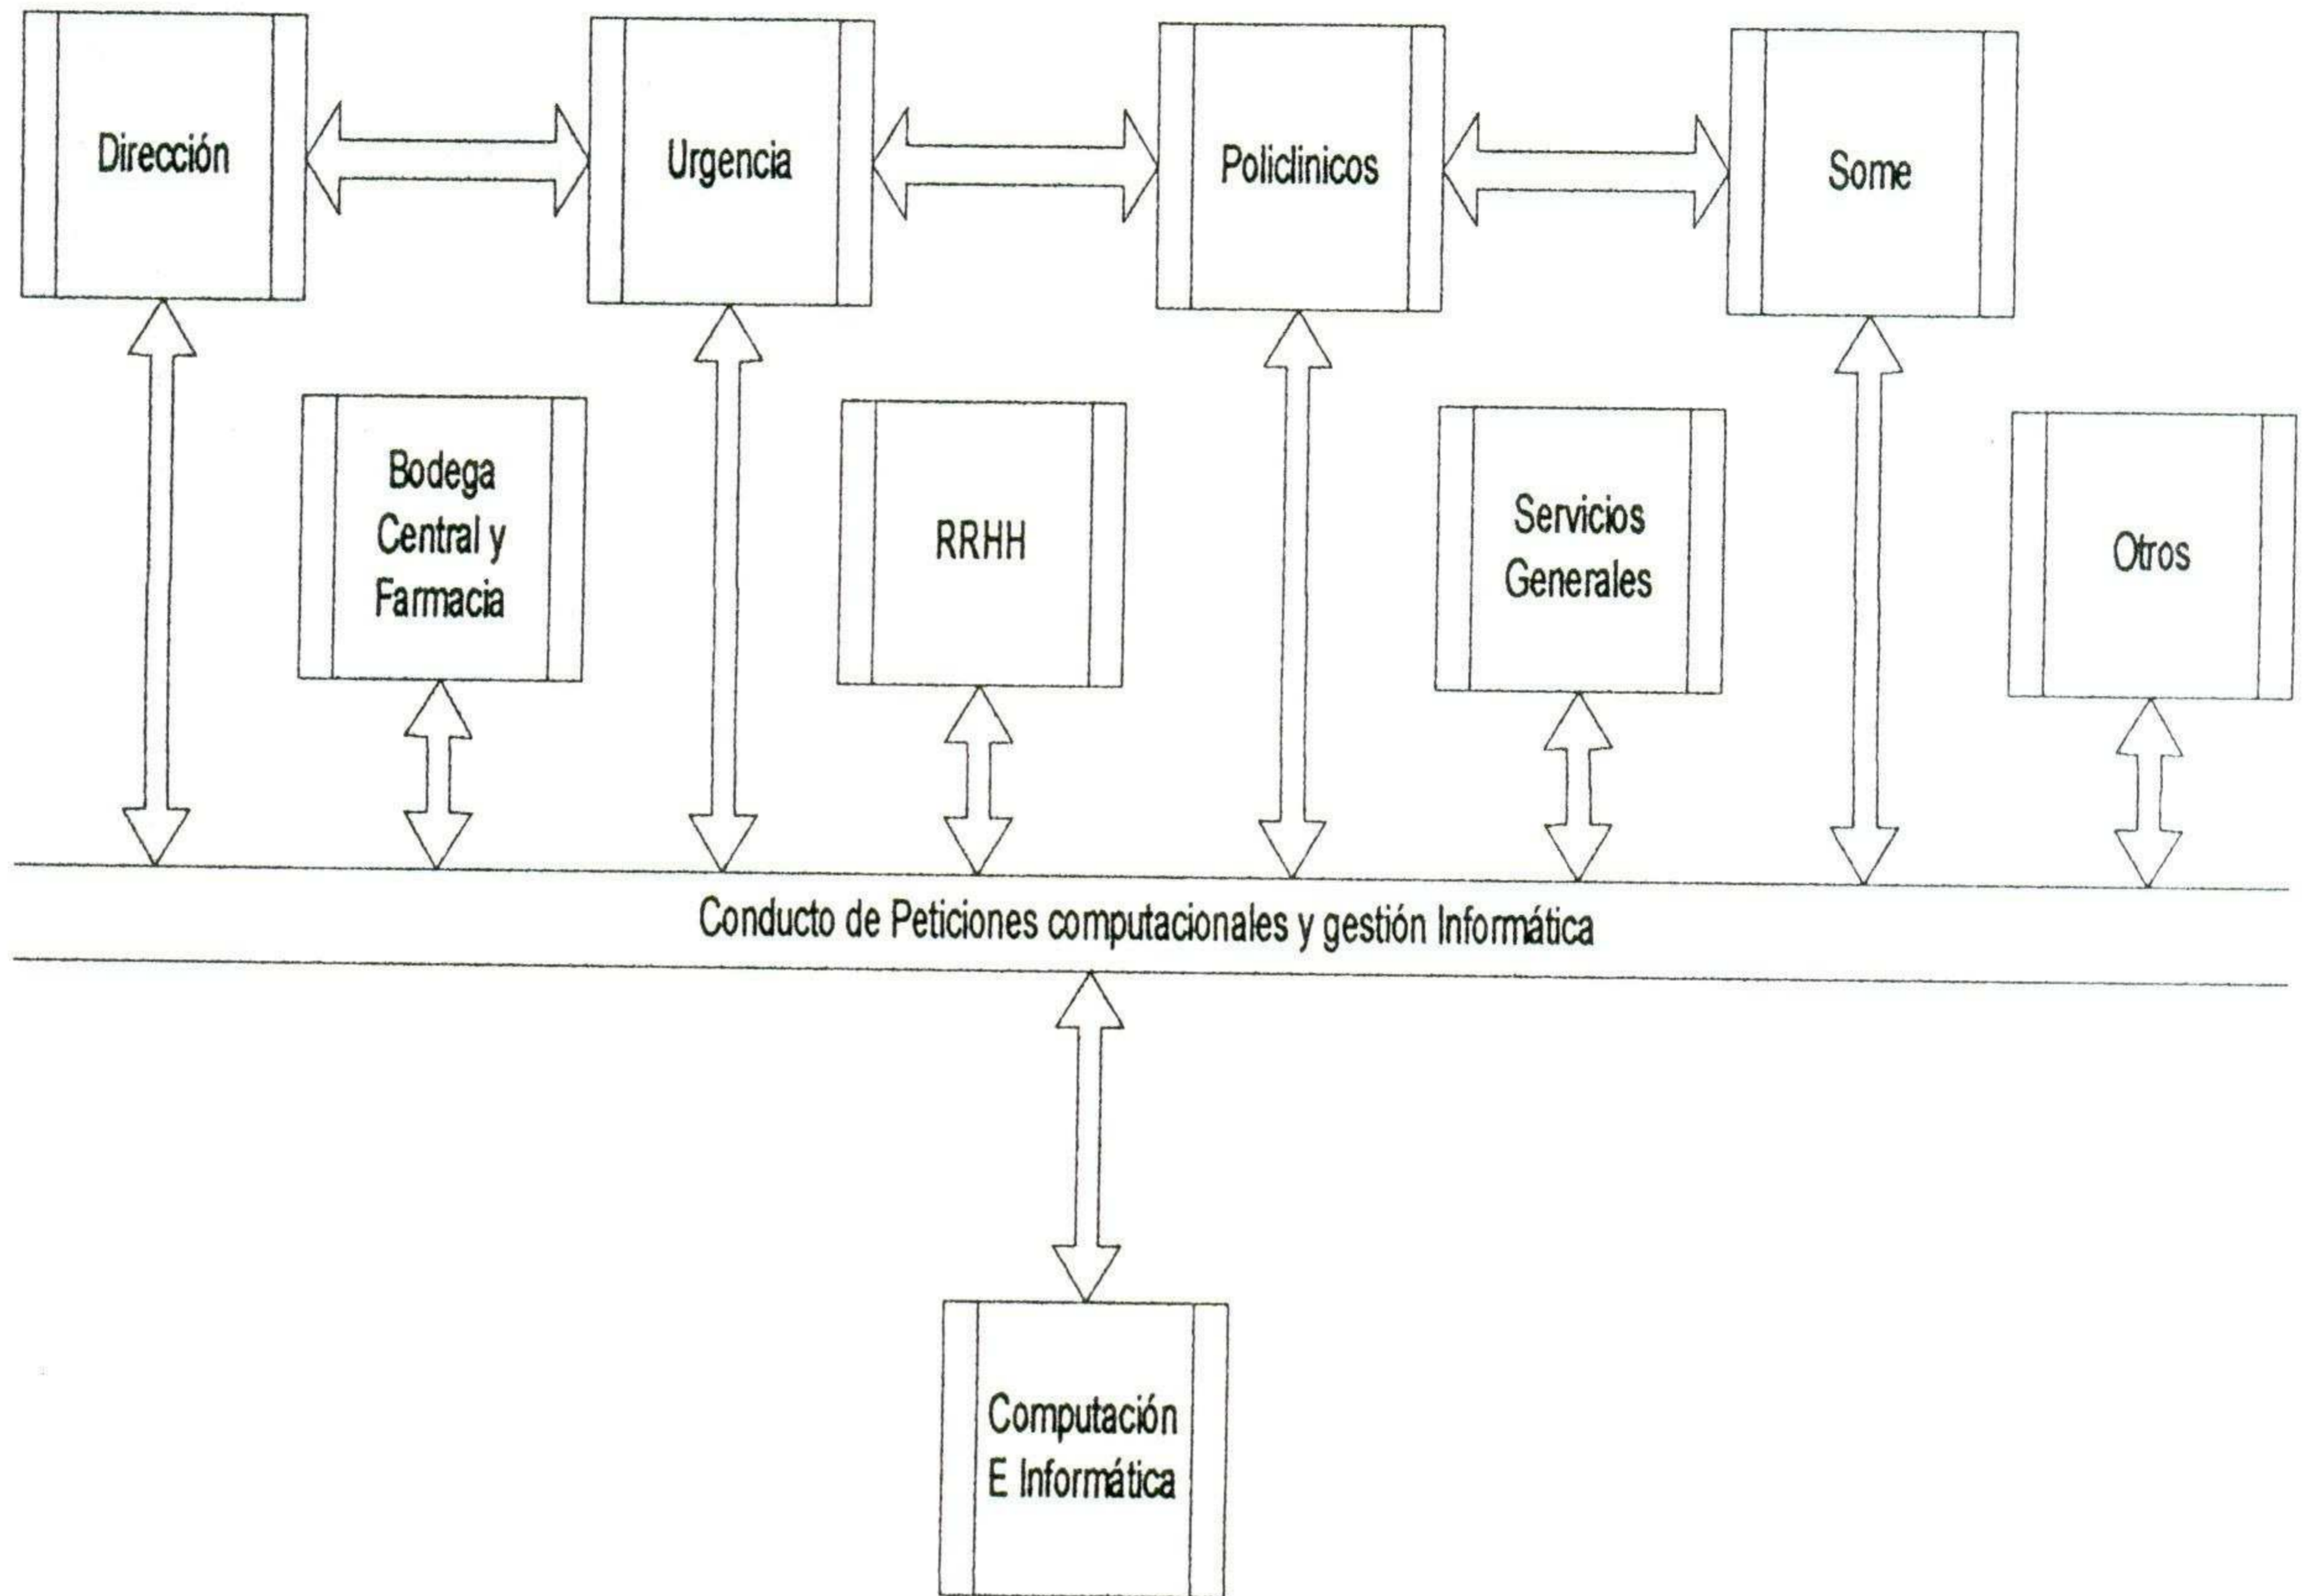 Dirección
Urgencia
Policlinicos
Some
Bodega
Central y
Farmacia
RRHH
Servicios
Generales
Otros
Conducto de Peticiones computacionales y gestión Informática
Computación
E Informática